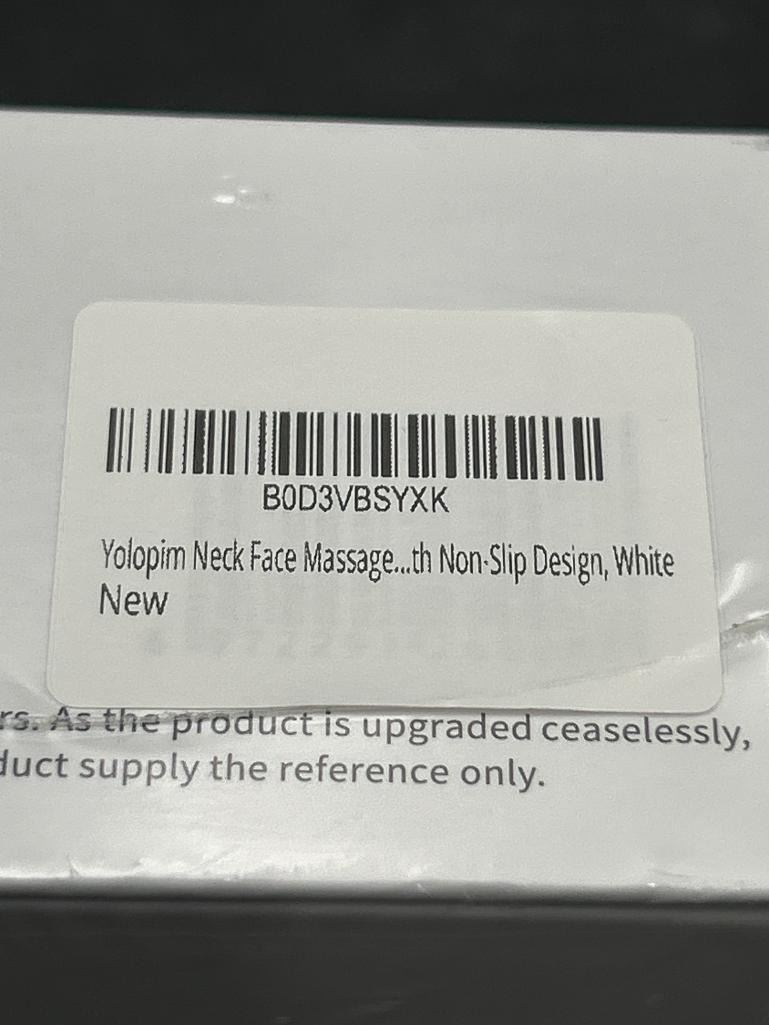 B0D3VBSYXK
Yolopim Neck Face Massage...th Non-Slip Design, White
New
rs. As the product is upgraded ceaselessly,
duct supply the reference only.